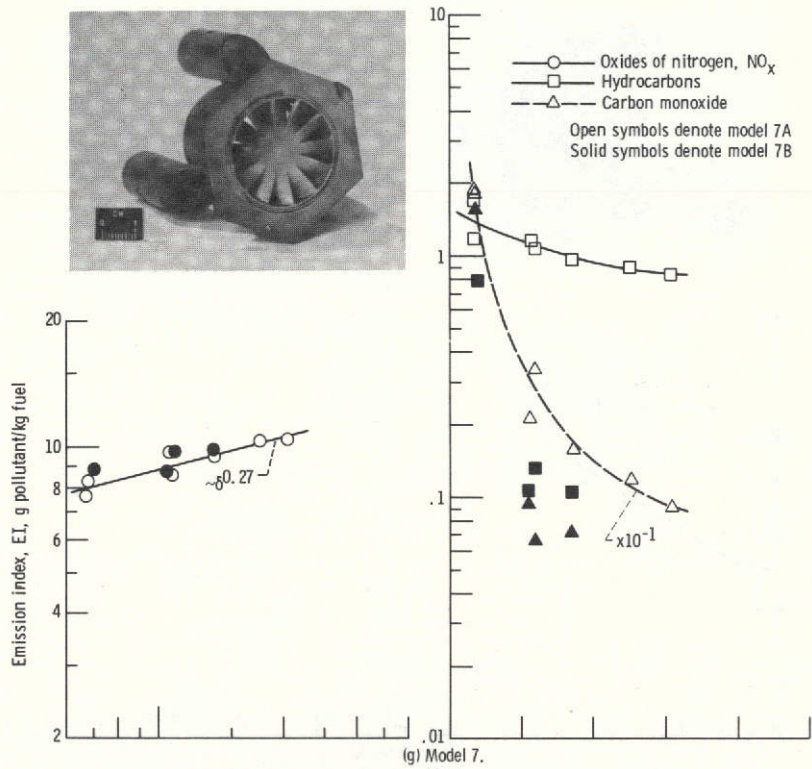 10
Oxides of nitrogen, NOX
Hydrocarbons
Carbon monoxide
Open symbols denote model 7A
Solid symbols denote model 7B
1
.1
.01
x10-1
20
10
8
6
4
2
~δ0.27
Emission index, EI, g pollutant/kg fuel
(g) Model 7.